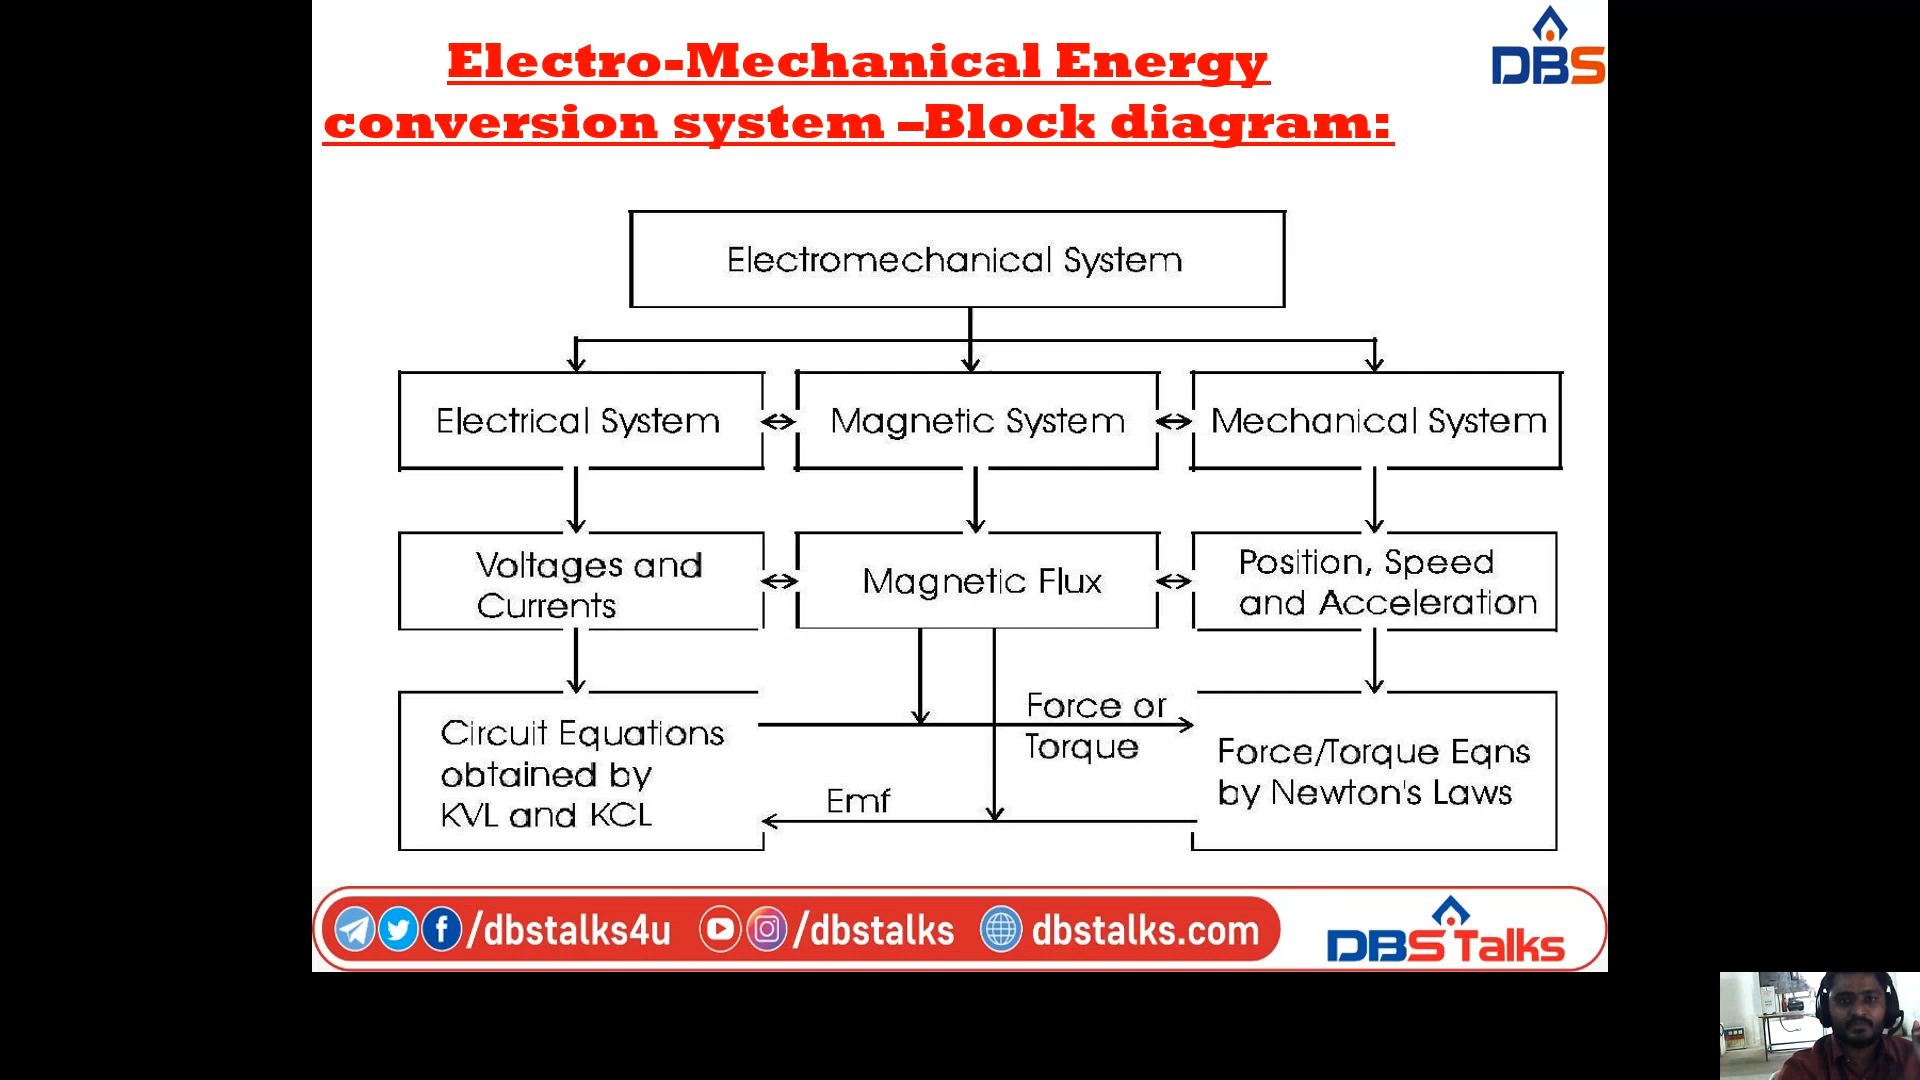 Electro-Mechanical Energy
conversion system –Block diagram:
DBS
Electromechanical System
Electrical System
Magnetic System
Mechanical System
Voltages and
Currents
Magnetic Flux
Position, Speed
and Acceleration
Circuit Equations
obtained by
KVL and KCL
Force or
Torque
Emf
Force/Torque Eqns
by Newton's Laws
/dbstalks4u
/dbstalks
dbstalks.com
DBS Talks